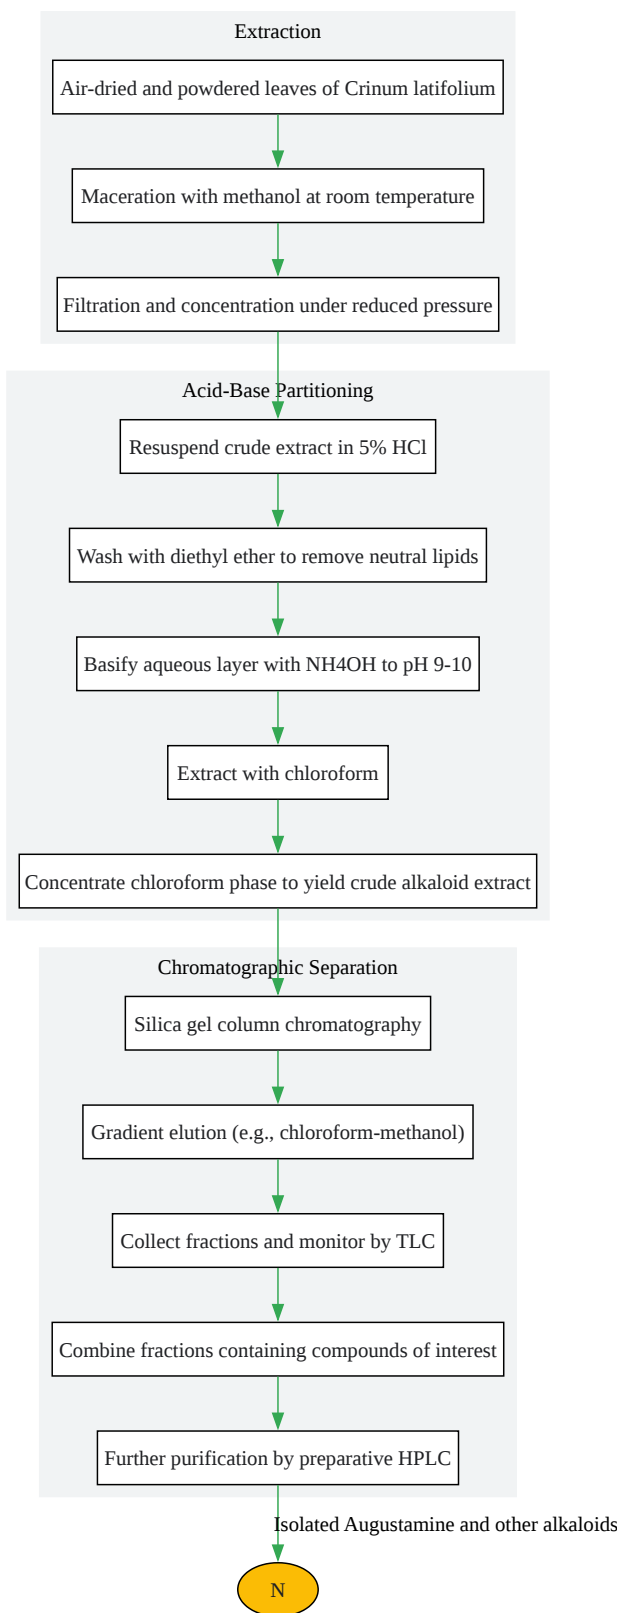 Extraction
Air-dried and powdered leaves of Crinum latifolium
Maceration with methanol at room temperature
Filtration and concentration under reduced pressure
Acid-Base Partitioning
Resuspend crude extract in 5% HCl
Wash with diethyl ether to remove neutral lipids
Basify aqueous layer with NH4OH to pH 9-10
Extract with chloroform
Concentrate chloroform phase to yield crude alkaloid extract
Chromatographic Separation
Silica gel column chromatography
Gradient elution (e.g., chloroform-methanol)
Collect fractions and monitor by TLC
Combine fractions containing compounds of interest
Further purification by preparative HPLC
Isolated Augustamine and other alkaloids
N